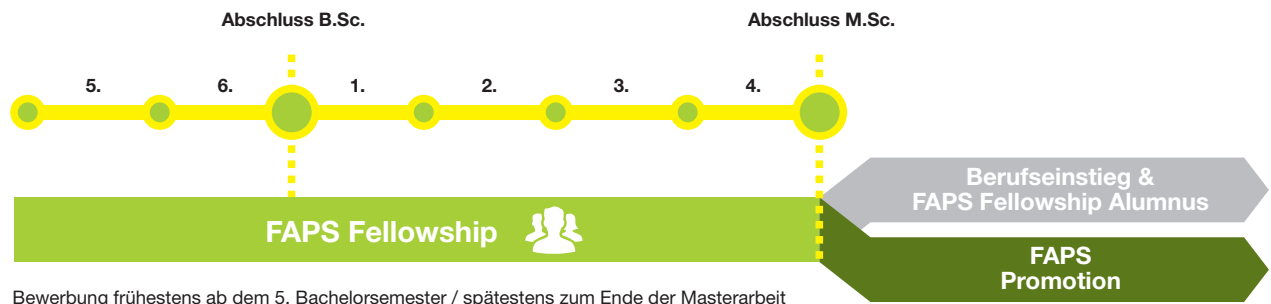 Abschluss B.Sc.
Abschluss M.Sc.
5.
6.
1.
2.
3.
4.
Berufseinstieg &
FAPS Fellowship Alumnus
FAPS Fellowship
FAPS
Promotion
Bewerbung frühestens ab dem 5. Bachelorsemester / spätestens zum Ende der Masterarbeit